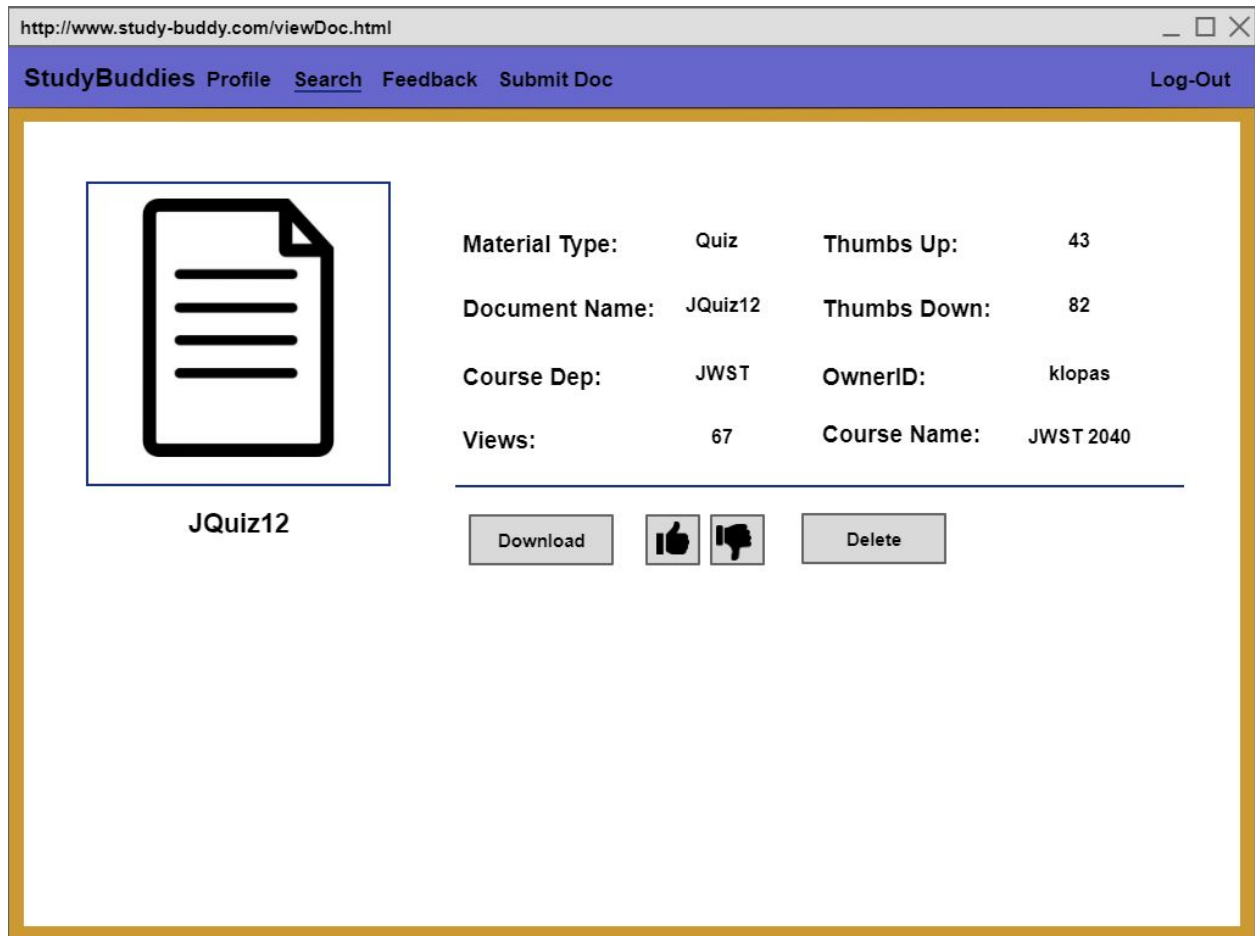 http://www.study-buddy.com/viewDoc.html
StudyBuddies Profile Search Feedback Submit Doc Log-Out
Material Type: Quiz Thumbs Up: 43
Document Name: JQuiz12 Thumbs Down: 82
Course Dep: JWST OwnerID: klopas
Views: 67 Course Name: JWST 2040
JQuiz12
Download Delete